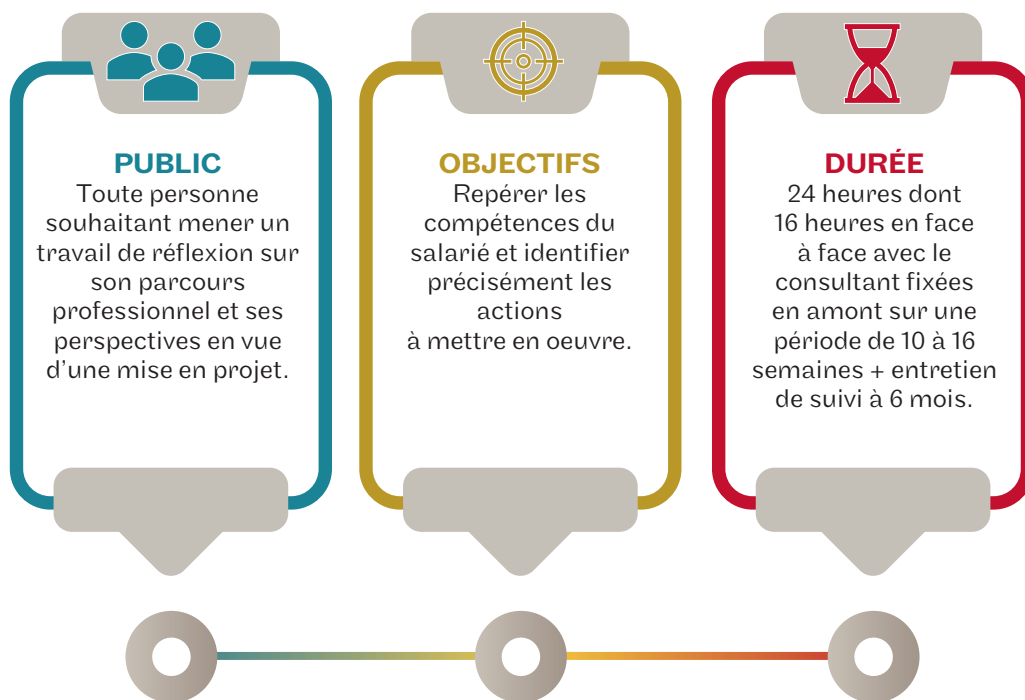 PUBLIC
Toute personne
souhaitant mener un
travail de réflexion sur
son parcours
professionnel et ses
perspectives en vue
d'une mise en projet.
OBJECTIFS
Repérer les
compétences du
salarié et identifier
précisément les
actions
à mettre en oeuvre.
DURÉE
24 heures dont
16 heures en face
à face avec le
consultant fixées
en amont sur une
période de 10 à 16
semaines + entretien
de suivi à 6 mois.